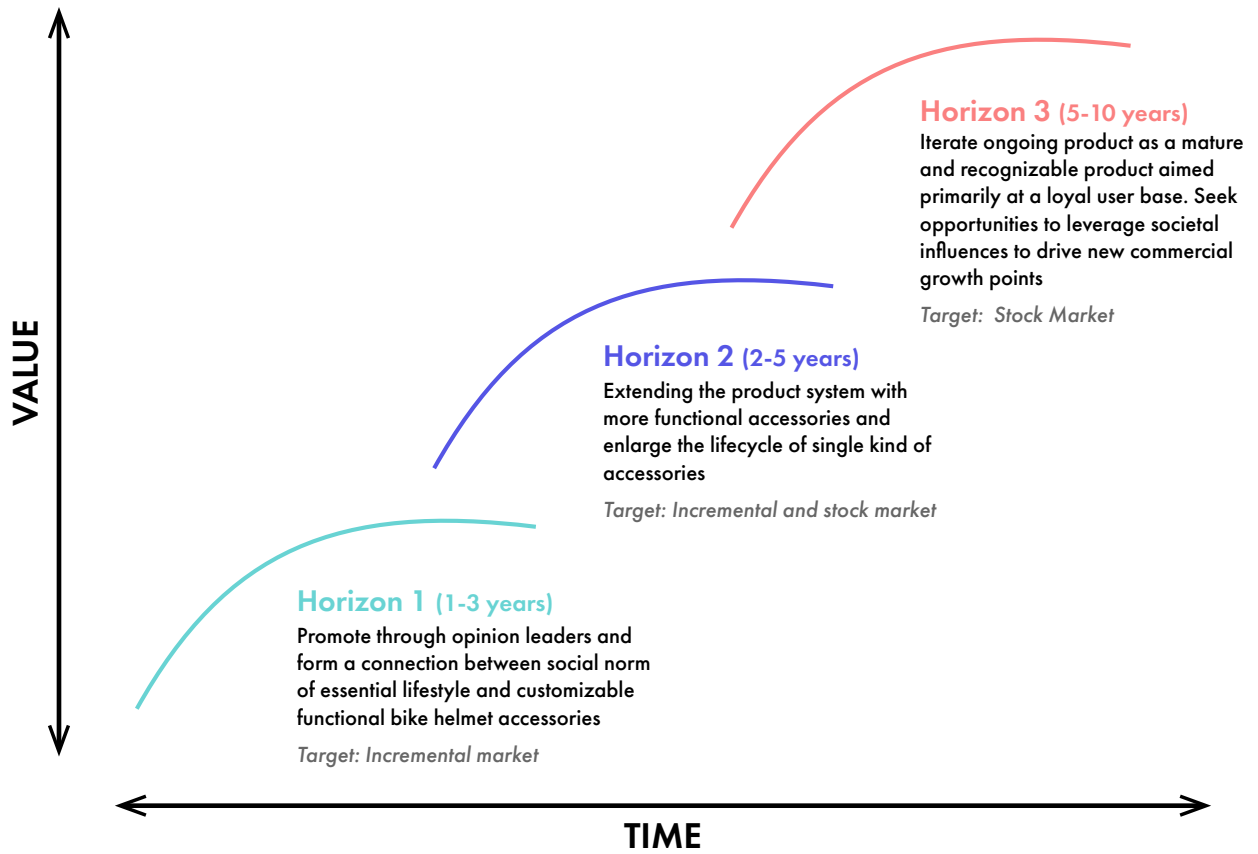 VALUE
Horizon 3 (5-10 years)
Iterate ongoing product as a mature
and recognizable product aimed
primarily at a loyal user base. Seek
opportunities to leverage societal
influences to drive new commercial
growth points
Target:  Stock Market
Horizon 2 (2-5 years)
Extending the product system with
more functional accessories and
enlarge the lifecycle of single kind of
accessories
Target: Incremental and stock market
Horizon 1 (1-3 years)
Promote through opinion leaders and
form a connection between social norm
of essential lifestyle and customizable
functional bike helmet accessories
Target: Incremental market
TIME